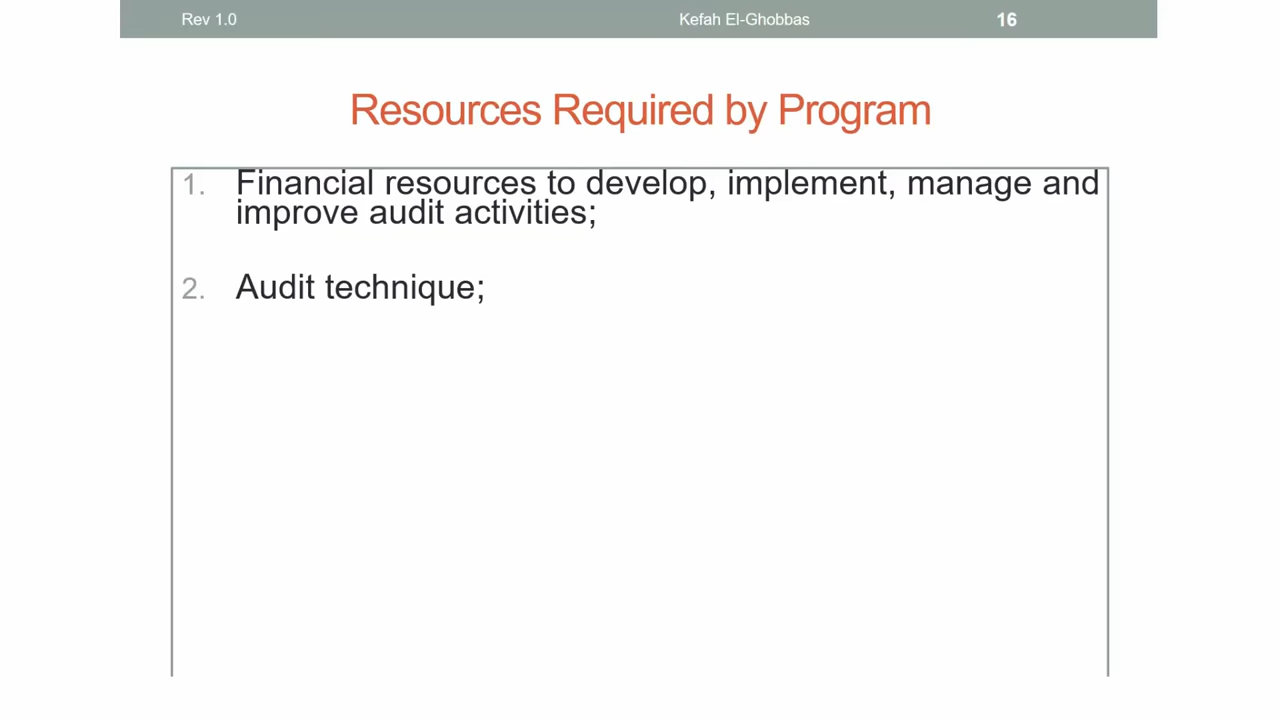 Rev 1.0 Kefah El-Ghobbas 16
Resources Required by Program
1. Financial resources to develop, implement, manage and
improve audit activities;
2. Audit technique;